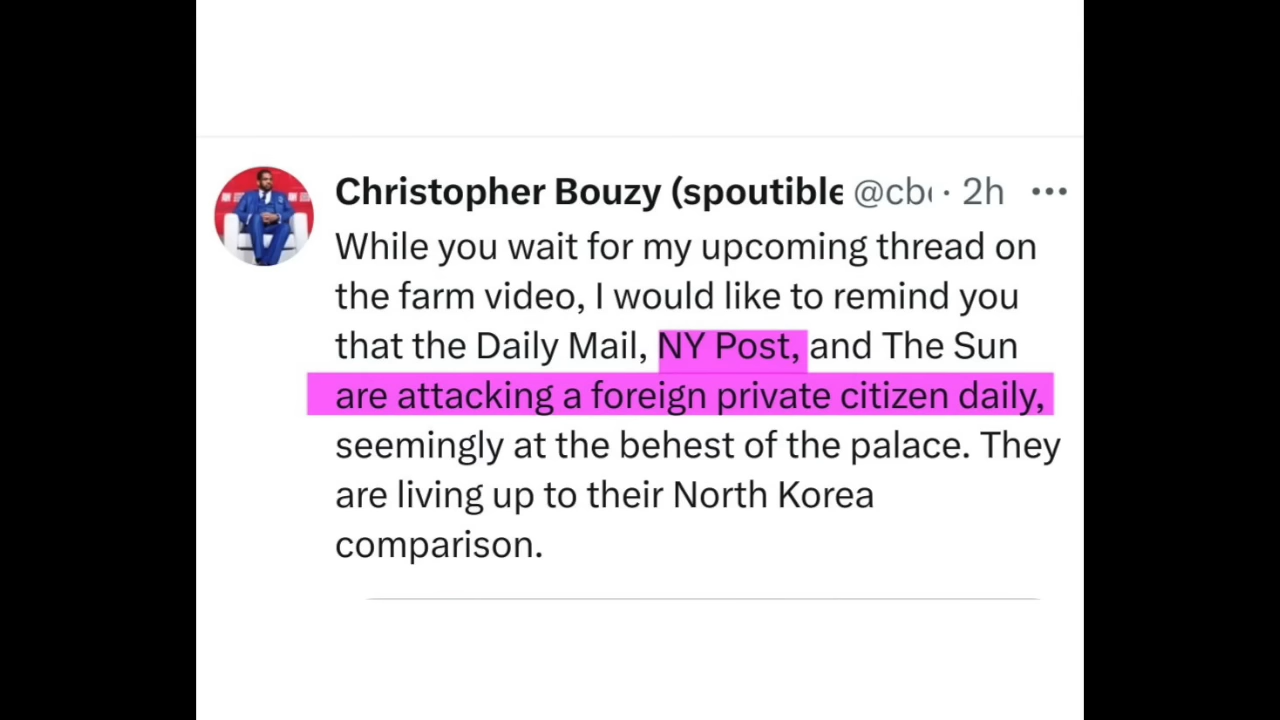 Christopher Bouzy (spoutible @cb · 2h ...
While you wait for my upcoming thread on
the farm video, I would like to remind you
that the Daily Mail, NY Post, and The Sun
are attacking a foreign private citizen daily,
seemingly at the behest of the palace. They
are living up to their North Korea
comparison.